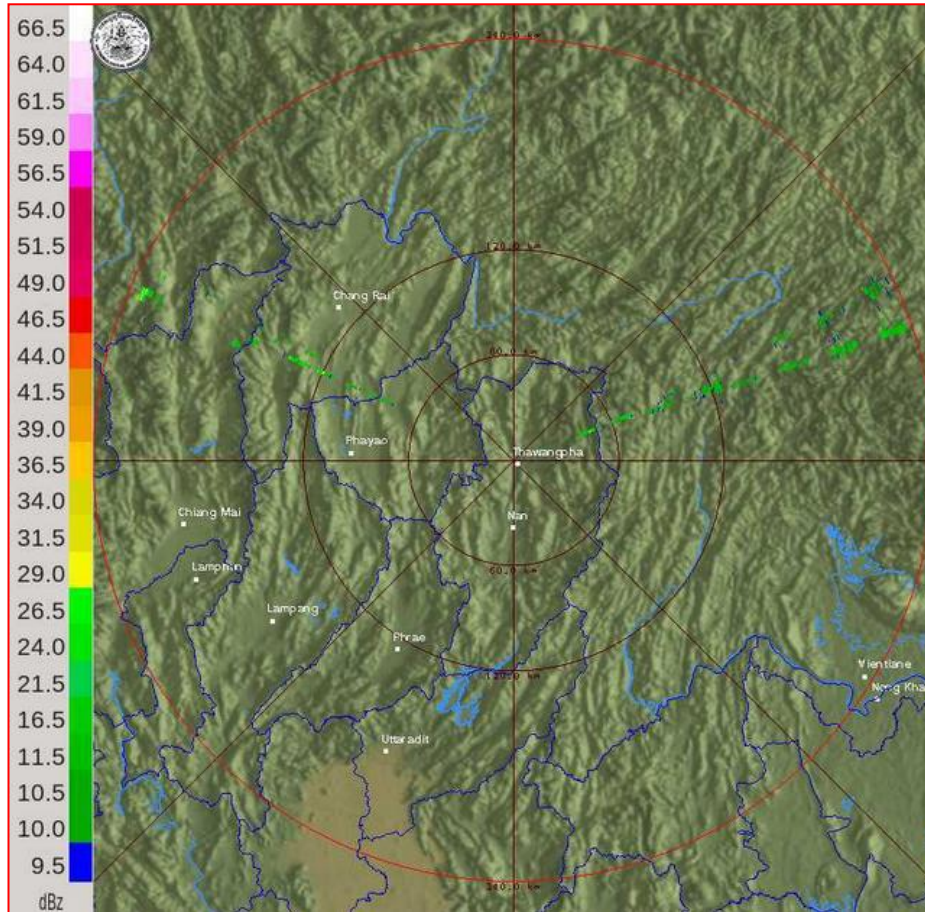 66.5
64.0
61.5
59.0
56.5
54.0
51.5
49.0
46.5
44.0
41.5
39.0
36.5
34.0
31.5
29.0
26.5
24.0
21.5
16.5
11.5
10.5
10.0
9.5
dBz
240.0 km
120.0 km
Chang Rai
60.0 km
Phayao
Thawangpha
Chiang Mai
Nan
60.0 km
Lamphun
Lampang
Phrae
120.0 km
Vientiane
Nong Kha
Uttaradit
240.0 km